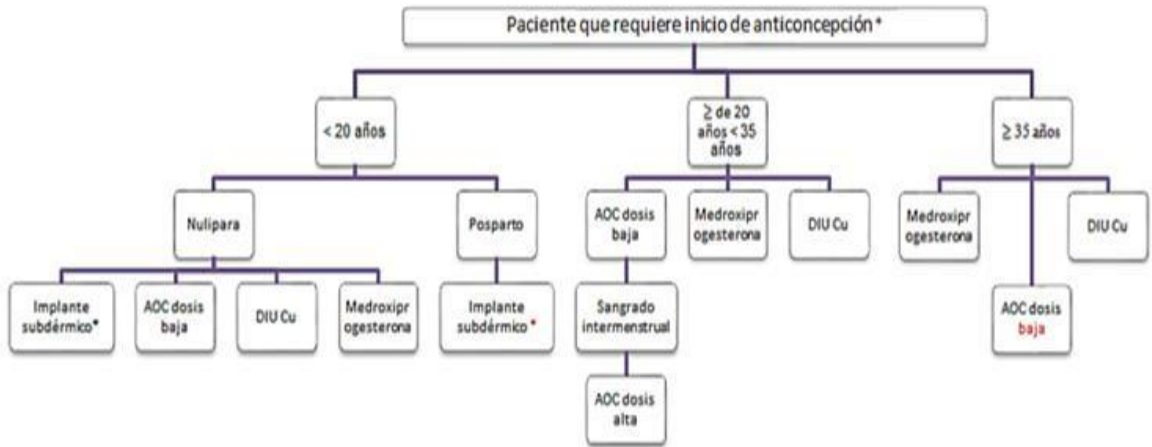 Paciente que requiere inicio de anticoncepción *
< 20 años
≥ de 20
años < 35
años
≥ 35 años
Nulipara
Posparto
AOC dosis
baja
Medroxipr
ogesterona
DIU Cu
Medroxipr
ogesterona
DIU Cu
Implante
subdérmico*
AOC dosis
baja
DIU Cu
Medroxipr
ogesterona
Implante
subdérmico *
Sangrado
intermenstrual
AOC dosis
baja
AOC dosis
alta